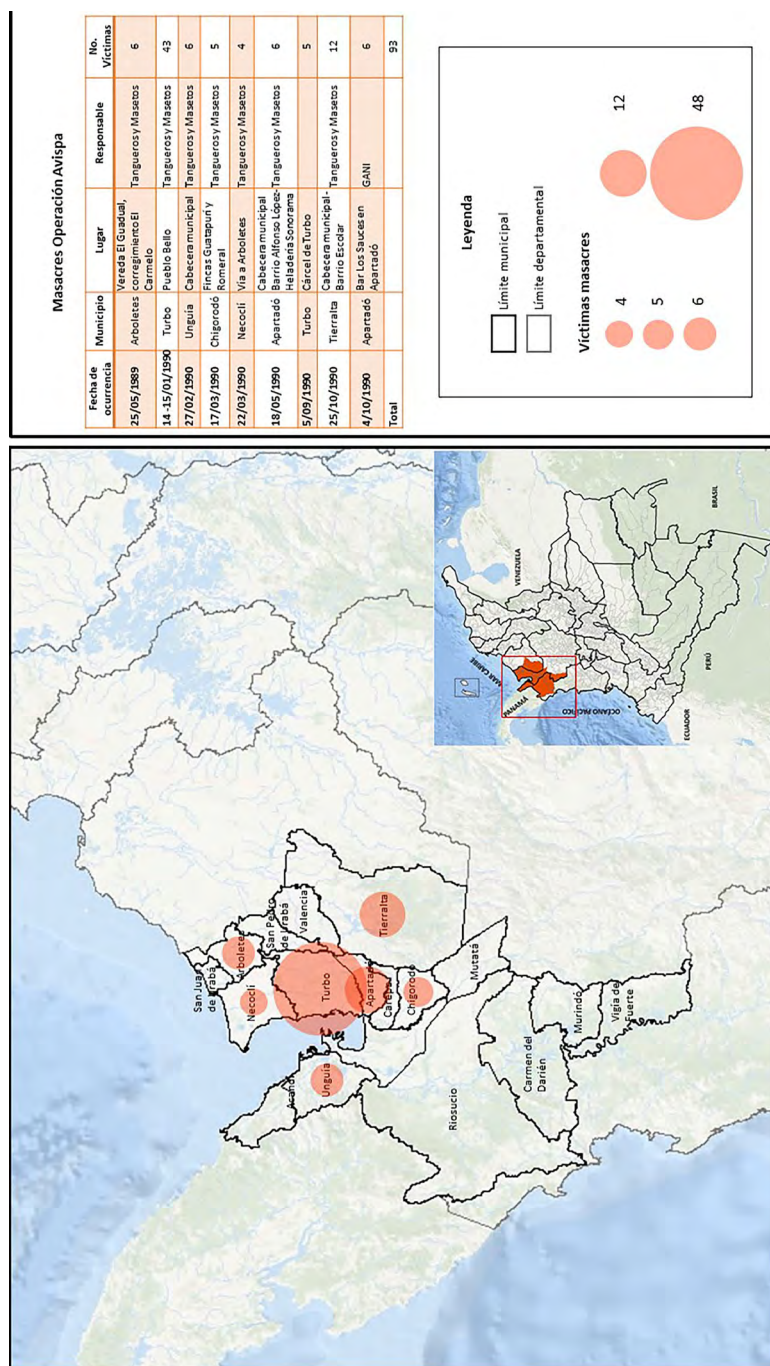 Masacres Operación Avispa
Fecha de ocurrencia Municipio Lugar Responsable No. Víctimas
25/05/1989 Arboletes Vereda El Guadual, corregimiento El Carmelo Tangueros y Masetos 6
14 -15/01/1990 Turbo Pueblo Bello Tangueros y Masetos 43
27/02/1990 Unguía Cabecera municipal Tangueros y Masetos 6
17/03/1990 Chigorodó Fincas Guatapurí y Romeral Tangueros y Masetos 5
22/03/1990 Necoclí Vía a Arboletes Tangueros y Masetos 4
18/05/1990 Apartadó Cabecera municipal Barrio Alfonso López- Heladería Sonorama Tangueros y Masetos 6
5/09/1990 Turbo Cárcel de Turbo Tangueros y Masetos 5
25/10/1990 Tierralta Cabecera municipal - Barrio Escolar Tangueros y Masetos 12
4/10/1990 Apartadó Bar Los Sauces en Apartadó GANI 6
Total 93
Leyenda
Límite municipal
Límite departamental
Víctimas masacres
4
5
6
12
48
San Juan
de Urabá
Arboletes
Necoclí
San Pedro
de Urabá
Valencia
Turbo
Tierralta
Apartadó
Carepa
Chigorodó
Mutatá
Acandí
Unguía
Riosucio
Carmen del
Darién
Murindó
Vigía del
Fuerte
MAR CARIBE
PANAMÁ
VENEZUELA
OCÉANO PACÍFICO
ECUADOR
PERÚ
BRASIL